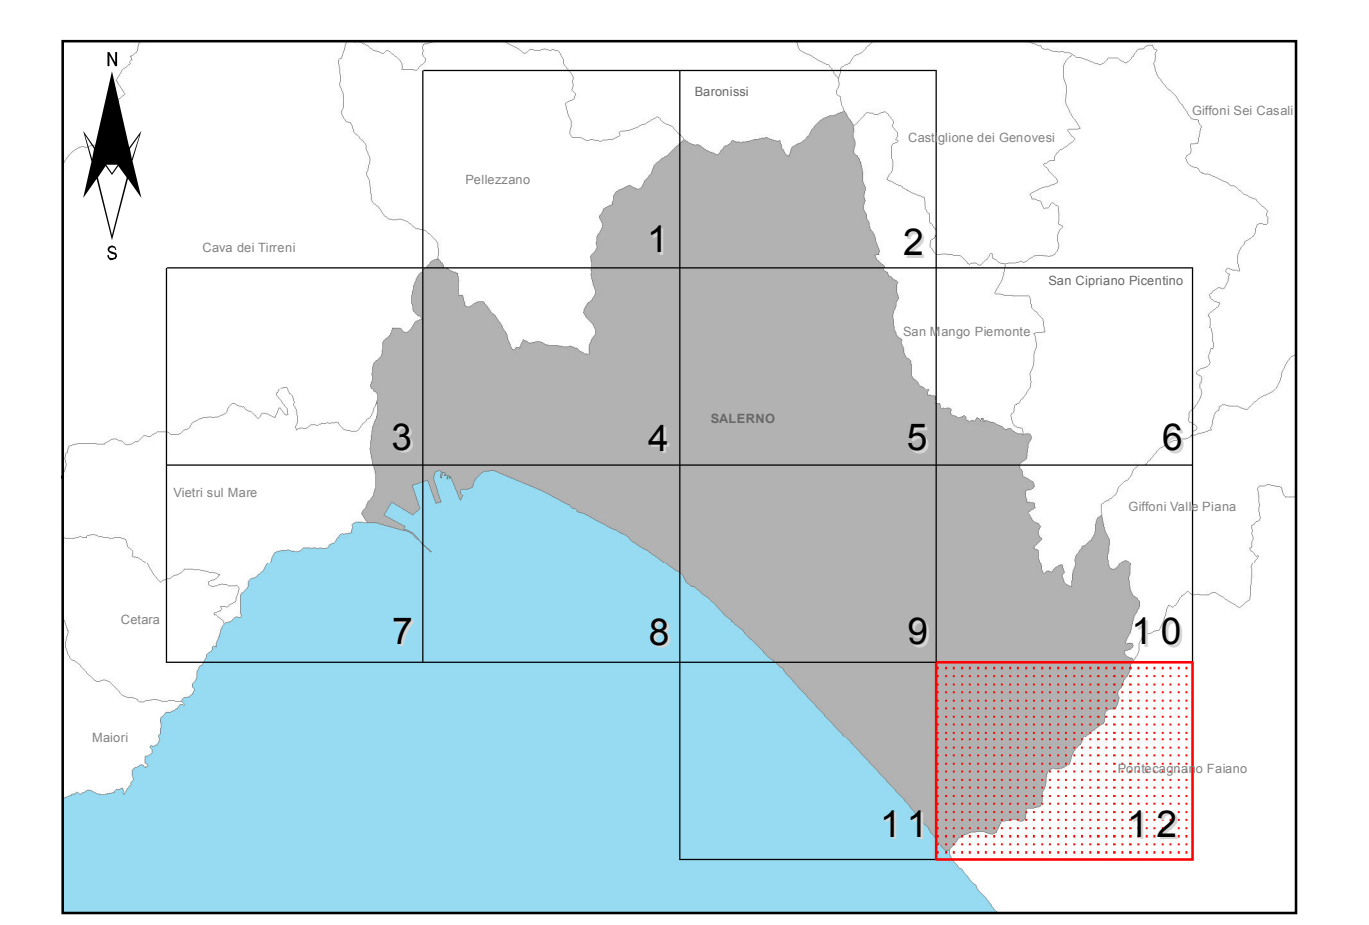 N
S
Baronissi
Giffoni Sei Casali
Castiglione dei Genovesi
Pellezzano
Cava dei Tirreni
1
2
San Cipriano Picentino
San Mango Piemonte
SALERNO
3
4
5
6
Vietri sul Mare
Giffoni Valle Piana
Cetara
7
8
9
10
Maiori
Pontecagnano Faiano
11
12